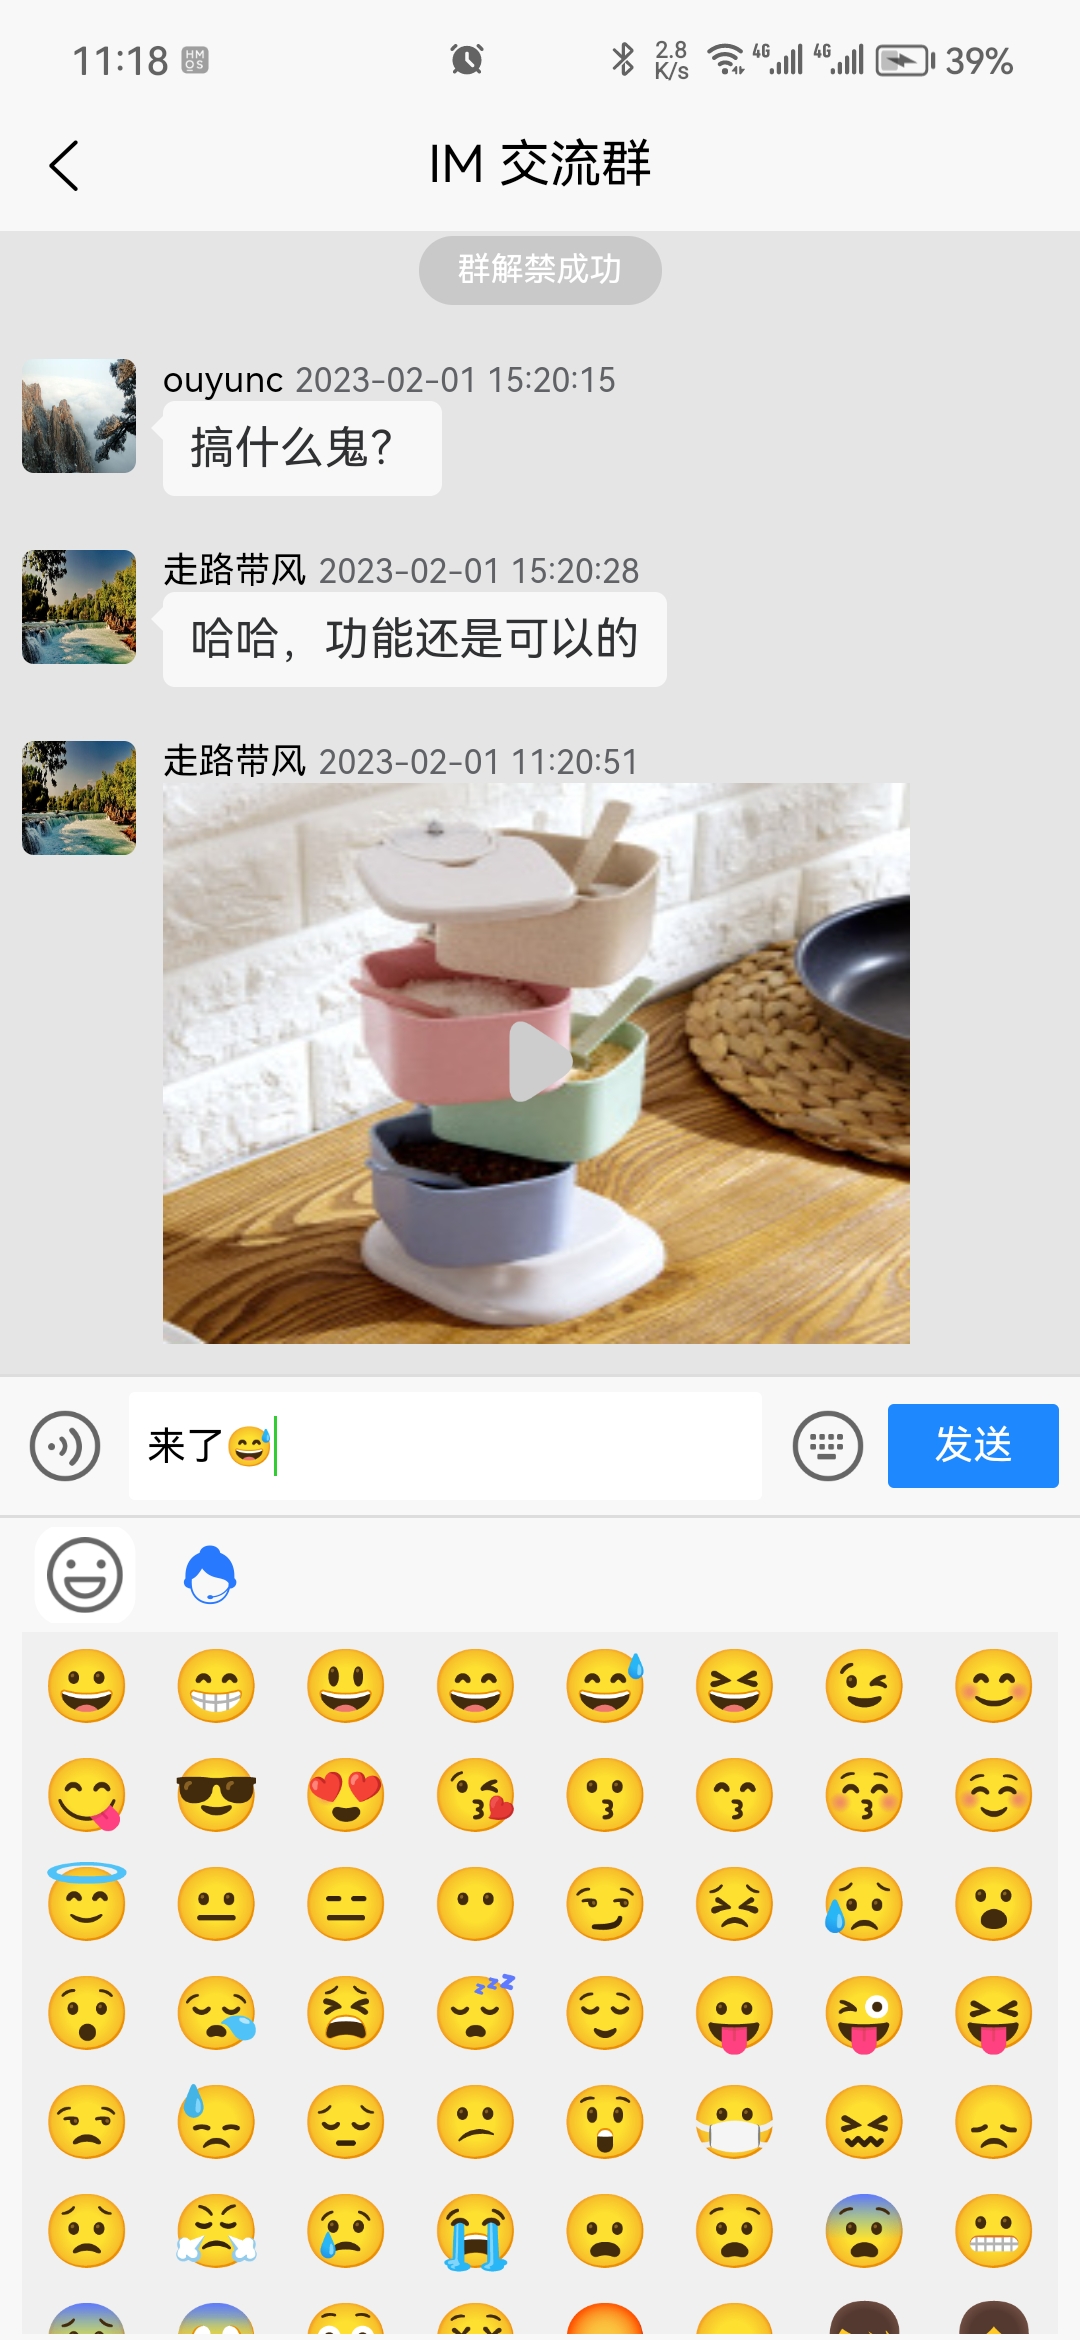 11:18 HM OS 2.8 K/s 4G 4G 39%
IM 交流群
群解禁成功
ouyunc 2023-02-01 15:20:15
搞什么鬼？
走路带风 2023-02-01 15:20:28
哈哈，功能还是可以的
走路带风 2023-02-01 11:20:51
来了😅 发送